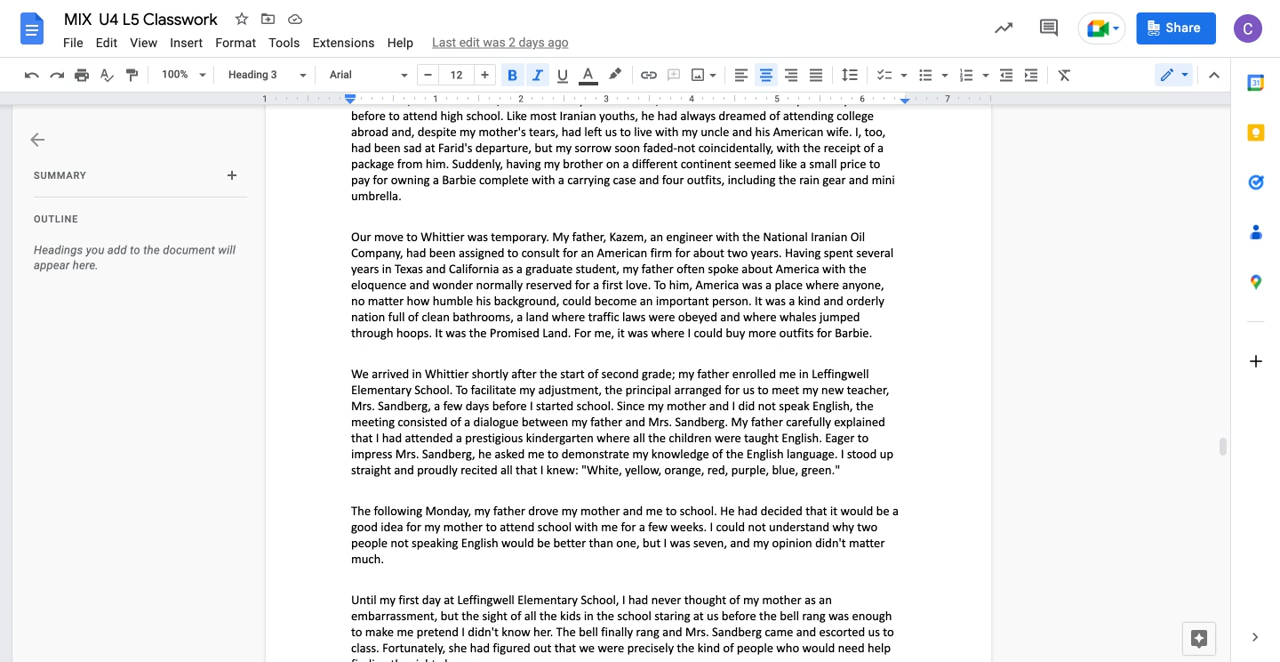 MIX U4 L5 Classwork
File Edit View Insert Format Tools Extensions Help Last edit was 2 days ago
Share
C
100% Heading 3 Arial − 12 + B I U A
1 1 2 3 4 5 6 7
SUMMARY
OUTLINE
Headings you add to the document will
appear here.
before to attend high school. Like most Iranian youths, he had always dreamed of attending college
abroad and, despite my mother's tears, had left us to live with my uncle and his American wife. I, too,
had been sad at Farid's departure, but my sorrow soon faded-not coincidentally, with the receipt of a
package from him. Suddenly, having my brother on a different continent seemed like a small price to
pay for owning a Barbie complete with a carrying case and four outfits, including the rain gear and mini
umbrella.
Our move to Whittier was temporary. My father, Kazem, an engineer with the National Iranian Oil
Company, had been assigned to consult for an American firm for about two years. Having spent several
years in Texas and California as a graduate student, my father often spoke about America with the
eloquence and wonder normally reserved for a first love. To him, America was a place where anyone,
no matter how humble his background, could become an important person. It was a kind and orderly
nation full of clean bathrooms, a land where traffic laws were obeyed and where whales jumped
through hoops. It was the Promised Land. For me, it was where I could buy more outfits for Barbie.
We arrived in Whittier shortly after the start of second grade; my father enrolled me in Leffingwell
Elementary School. To facilitate my adjustment, the principal arranged for us to meet my new teacher,
Mrs. Sandberg, a few days before I started school. Since my mother and I did not speak English, the
meeting consisted of a dialogue between my father and Mrs. Sandberg. My father carefully explained
that I had attended a prestigious kindergarten where all the children were taught English. Eager to
impress Mrs. Sandberg, he asked me to demonstrate my knowledge of the English language. I stood up
straight and proudly recited all that I knew: "White, yellow, orange, red, purple, blue, green."
The following Monday, my father drove my mother and me to school. He had decided that it would be a
good idea for my mother to attend school with me for a few weeks. I could not understand why two
people not speaking English would be better than one, but I was seven, and my opinion didn't matter
much.
Until my first day at Leffingwell Elementary School, I had never thought of my mother as an
embarrassment, but the sight of all the kids in the school staring at us before the bell rang was enough
to make me pretend I didn't know her. The bell finally rang and Mrs. Sandberg came and escorted us to
class. Fortunately, she had figured out that we were precisely the kind of people who would need help